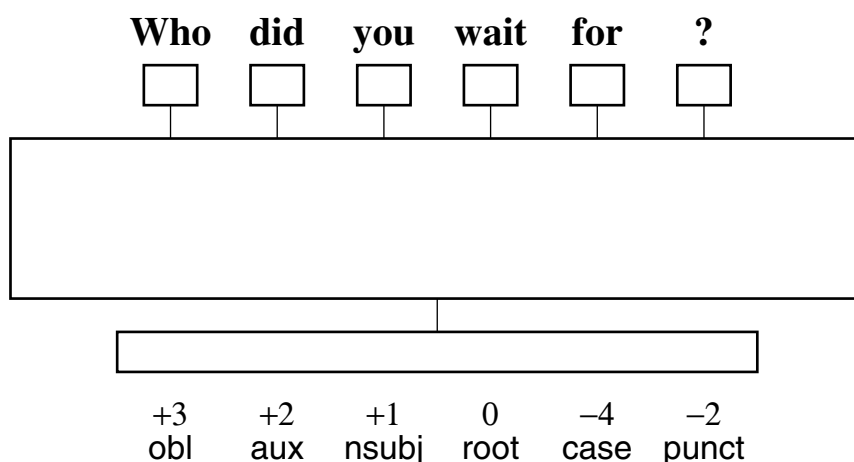 Who did you wait for ?
+3 +2 +1 0 −4 −2
obl aux nsubj root case punct